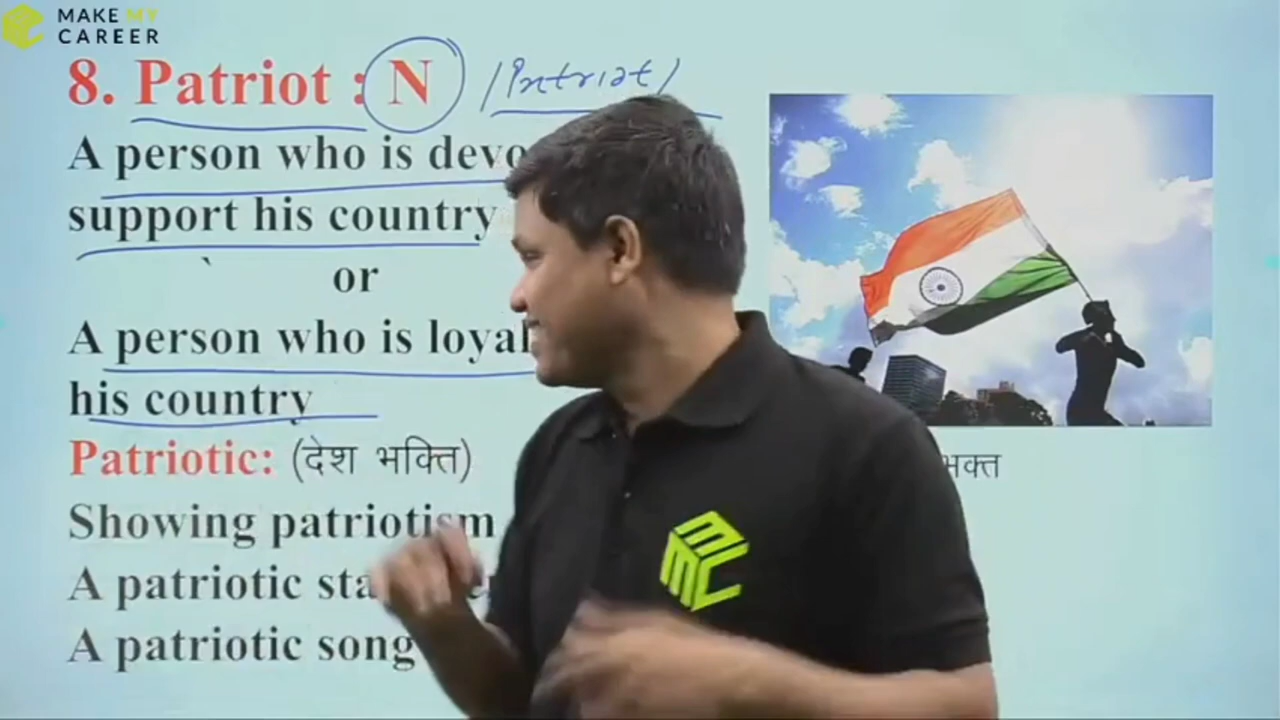 MAKE MY
CAREER
8. Patriot : N /Patriat/
A person who is devo
support his country
or
A person who is loyal
his country
Patriotic: (देश भक्ति)
भक्त
Showing patriotism
A patriotic sta
A patriotic song